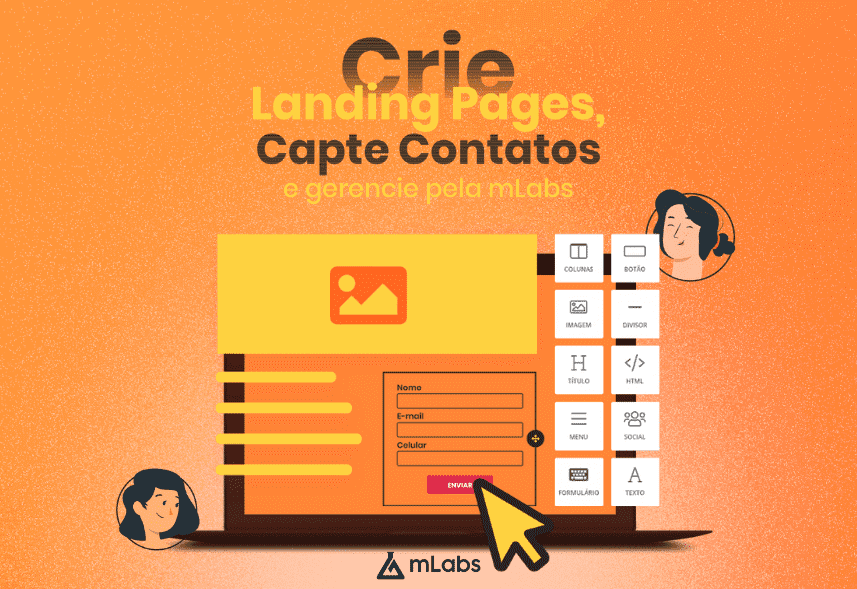 Crie
Landing Pages,
Capte Contatos
e gerencie pela mLabs
COLUNAS
BOTÃO
IMAGEM
DIVISOR
H
TÍTULO
</>
HTML
MENU
SOCIAL
FORMULÁRIO
A
TEXTO
Nome
E-mail
Celular
ENVIAR
mLabs